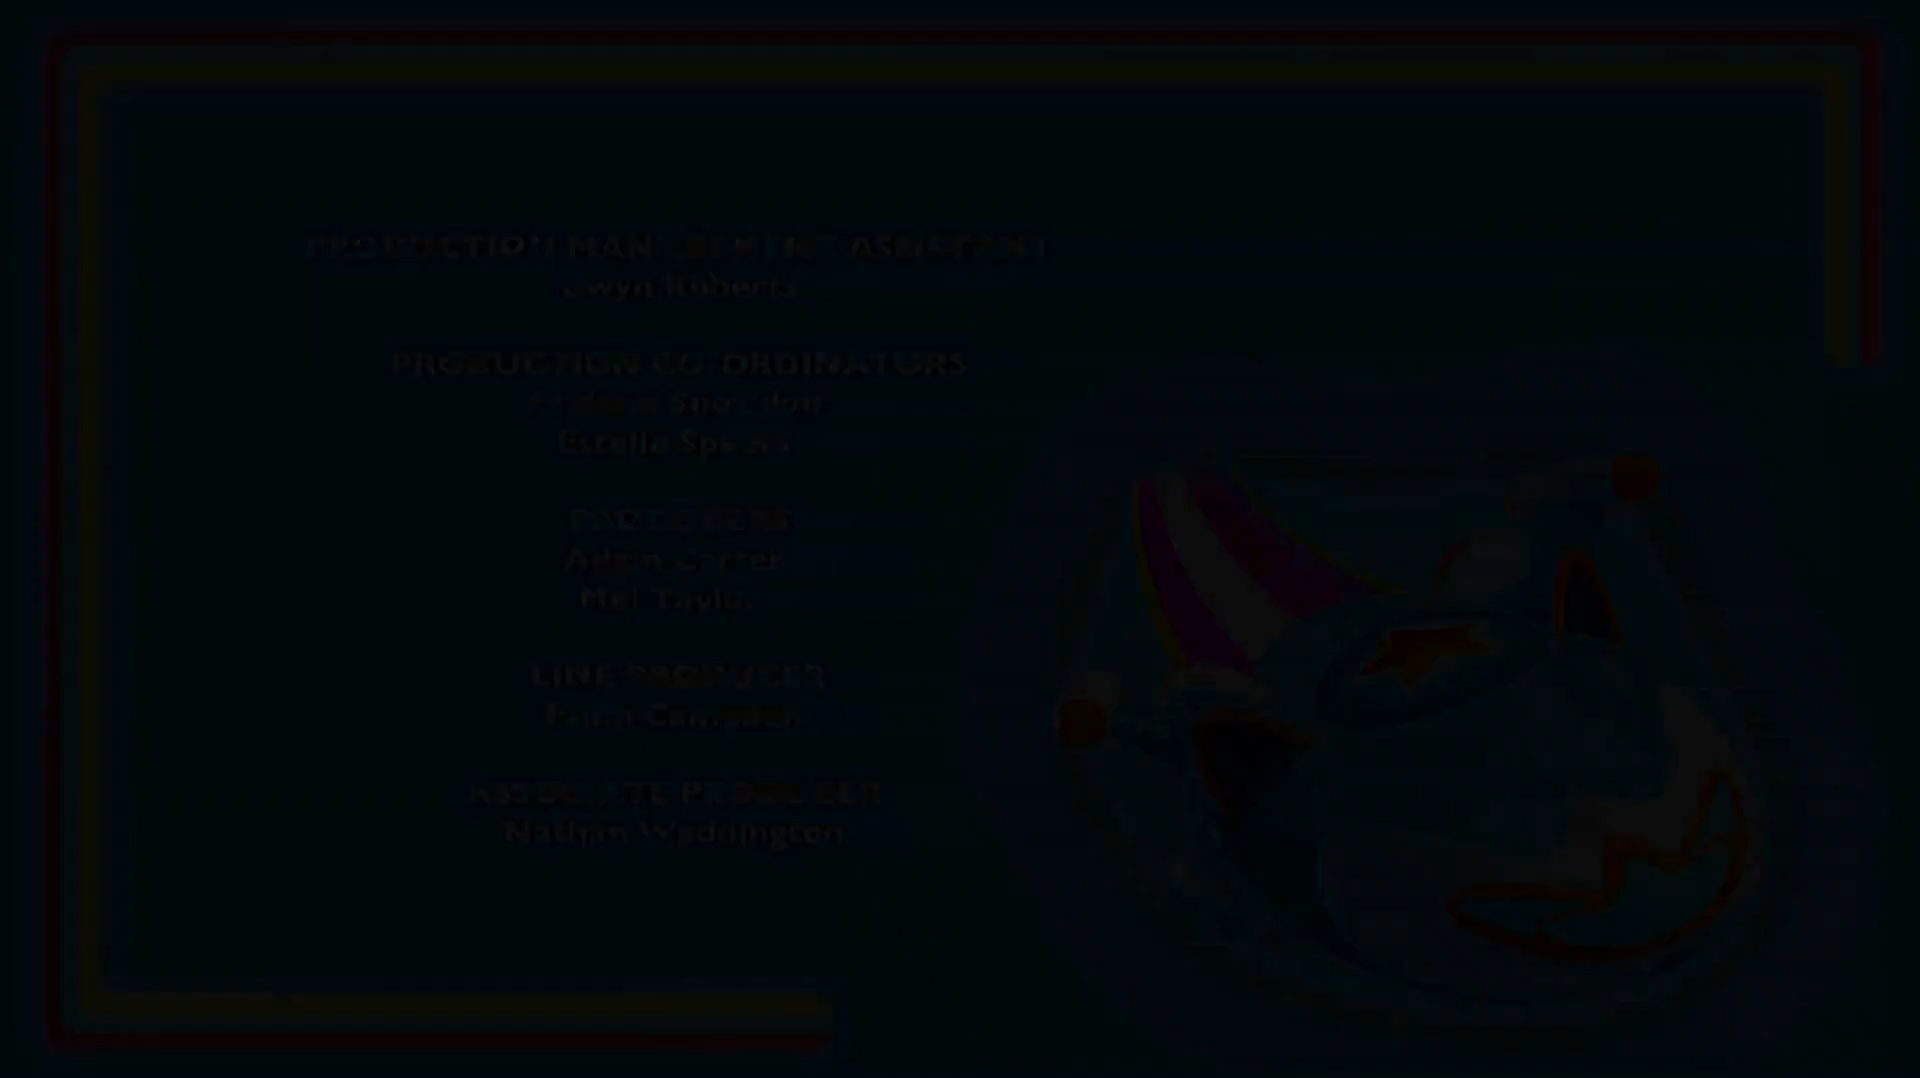 PRODUCTION MANAGEMENT ASSISTANT
Gwyn Roberts
PRODUCTION CO-ORDINATORS
Estelle Spears
PRODUCERS
Adam Carter
Mel Taylor
LINE PRODUCER
ASSOCIATE PRODUCER
Nathan Waddington